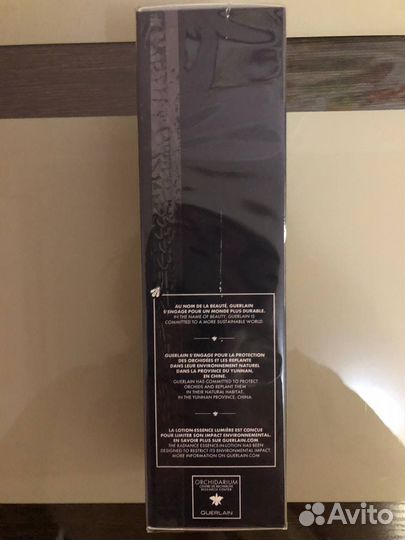 AU NOM DE LA BEAUTÉ, GUERLAIN
S'ENGAGE POUR UN MONDE PLUS DURABLE.
IN THE NAME OF BEAUTY, GUERLAIN IS
COMMITTED TO A MORE SUSTAINABLE WORLD.
GUERLAIN S'ENGAGE POUR LA PROTECTION
DES ORCHIDÉES ET LES REPLANTE
DANS LEUR ENVIRONNEMENT NATUREL
DANS LA PROVINCE DU YUNNAN,
EN CHINE.
GUERLAIN HAS COMMITTED TO PROTECT
ORCHIDS AND REPLANT THEM
IN THEIR NATURAL HABITAT,
IN THE YUNNAN PROVINCE, CHINA.
LA LOTION-ESSENCE LUMIÈRE EST CONÇUE
POUR LIMITER SON IMPACT ENVIRONNEMENTAL.
EN SAVOIR PLUS SUR GUERLAIN.COM
THE RADIANCE ESSENCE-IN-LOTION HAS BEEN
DESIGNED TO RESTRICT ITS ENVIRONMENTAL IMPACT.
MORE INFORMATION ON GUERLAIN.COM
ORCHIDARIUM
CENTRE DE RECHERCHE
RESEARCH CENTER
GUERLAIN
Avito